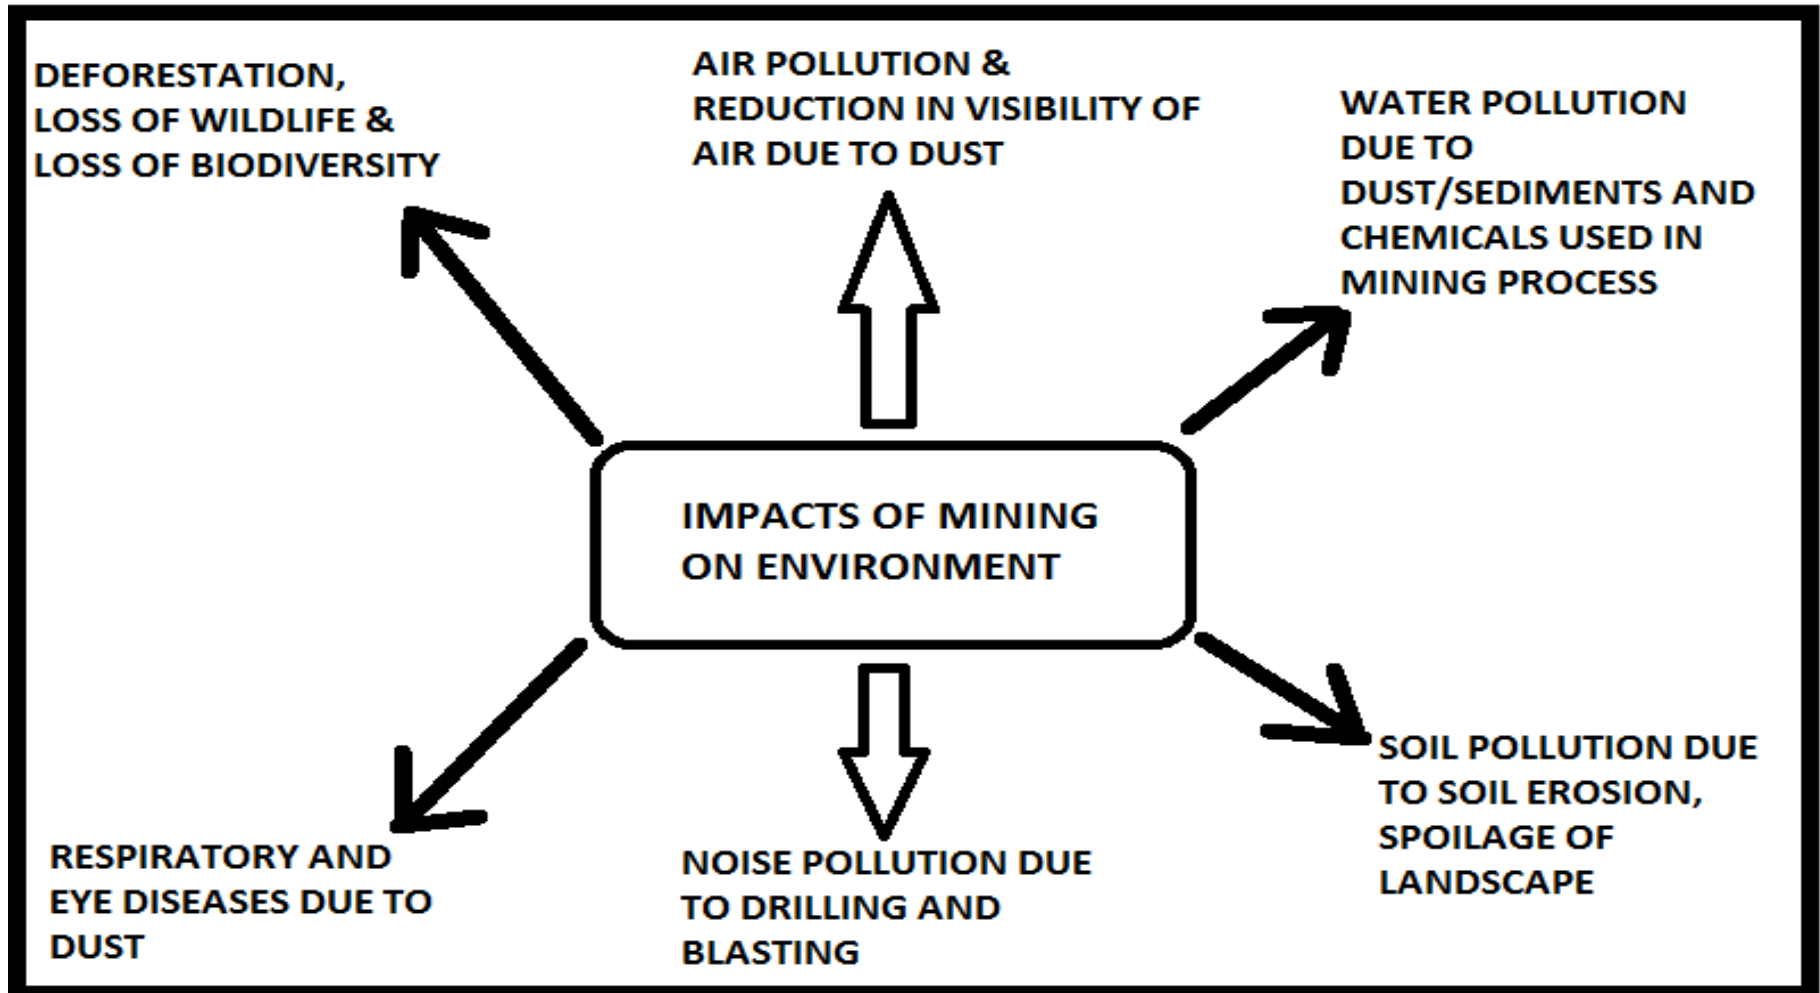 DEFORESTATION,
LOSS OF WILDLIFE &
LOSS OF BIODIVERSITY
AIR POLLUTION &
REDUCTION IN VISIBILITY OF
AIR DUE TO DUST
WATER POLLUTION
DUE TO
DUST/SEDIMENTS AND
CHEMICALS USED IN
MINING PROCESS
IMPACTS OF MINING
ON ENVIRONMENT
RESPIRATORY AND
EYE DISEASES DUE TO
DUST
NOISE POLLUTION DUE
TO DRILLING AND
BLASTING
SOIL POLLUTION DUE
TO SOIL EROSION,
SPOILAGE OF
LANDSCAPE